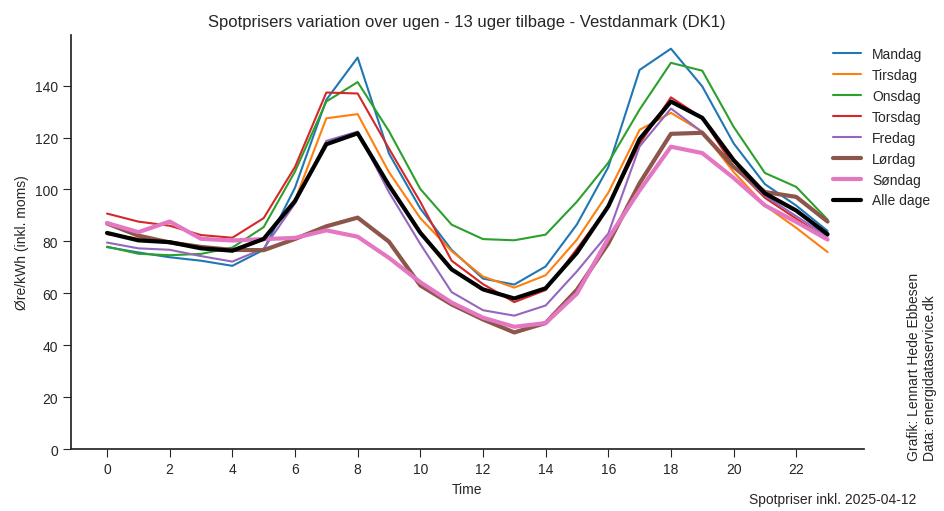 Spotprisers variation over ugen - 13 uger tilbage - Vestdanmark (DK1)
Mandag
Tirsdag
Onsdag
Torsdag
Fredag
Lørdag
Søndag
Alle dage
Øre/kWh (inkl. moms)
140
120
100
80
60
40
20
0
0 2 4 6 8 10 12 14 16 18 20 22
Time
Grafik: Lennart Hede Ebbesen
Data: energidataservice.dk
Spotpriser inkl. 2025-04-12